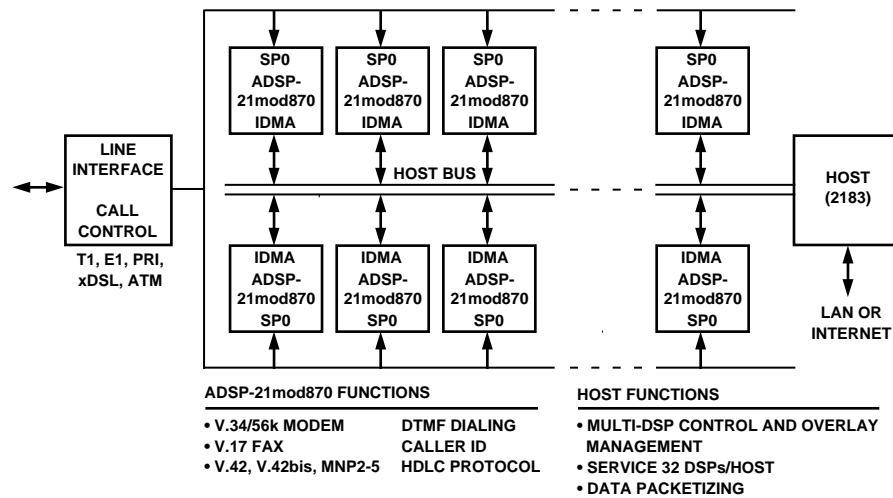 SP0
ADSP-
21mod870
IDMA
SP0
ADSP-
21mod870
IDMA
SP0
ADSP-
21mod870
IDMA
SP0
ADSP-
21mod870
IDMA
LINE
INTERFACE
CALL
CONTROL
T1, E1, PRI,
xDSL, ATM
HOST BUS
HOST
(2183)
LAN OR
INTERNET
IDMA
ADSP-
21mod870
SP0
IDMA
ADSP-
21mod870
SP0
IDMA
ADSP-
21mod870
SP0
IDMA
ADSP-
21mod870
SP0
ADSP-21mod870 FUNCTIONS
• V.34/56k MODEM DTMF DIALING
• V.17 FAX CALLER ID
• V.42, V.42bis, MNP2-5 HDLC PROTOCOL
HOST FUNCTIONS
• MULTI-DSP CONTROL AND OVERLAY
MANAGEMENT
• SERVICE 32 DSPs/HOST
• DATA PACKETIZING